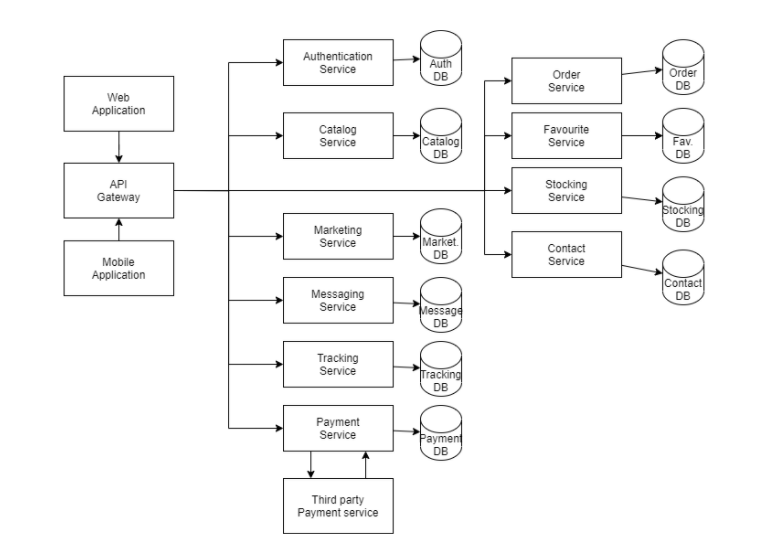 Web
Application
API
Gateway
Mobile
Application
Authentication
Service
Auth
DB
Catalog
Service
Catalog
DB
Marketing
Service
Market.
DB
Messaging
Service
Message
DB
Tracking
Service
Tracking
DB
Payment
Service
Payment
DB
Third party
Payment service
Order
Service
Order
DB
Favourite
Service
Fav.
DB
Stocking
Service
Stocking
DB
Contact
Service
Contact
DB